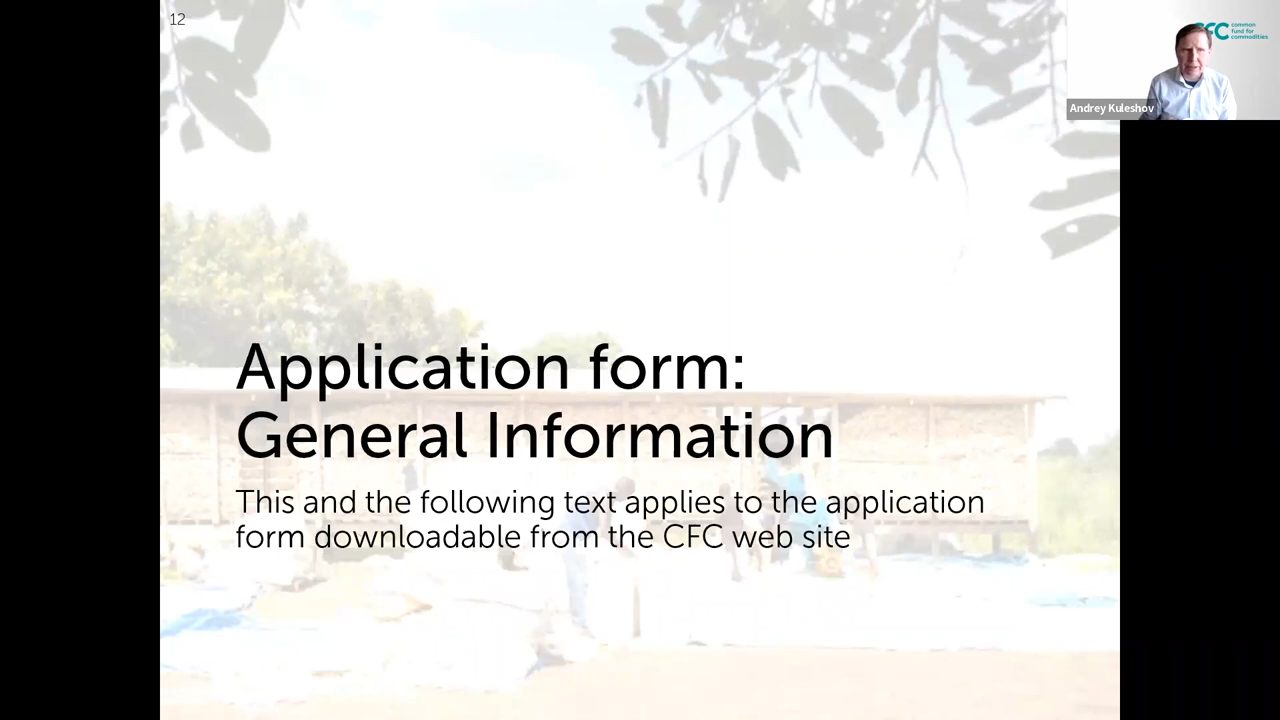 12
CFC common
fund for
commodities
Andrey Kuleshov
Application form:
General Information
This and the following text applies to the application
form downloadable from the CFC web site